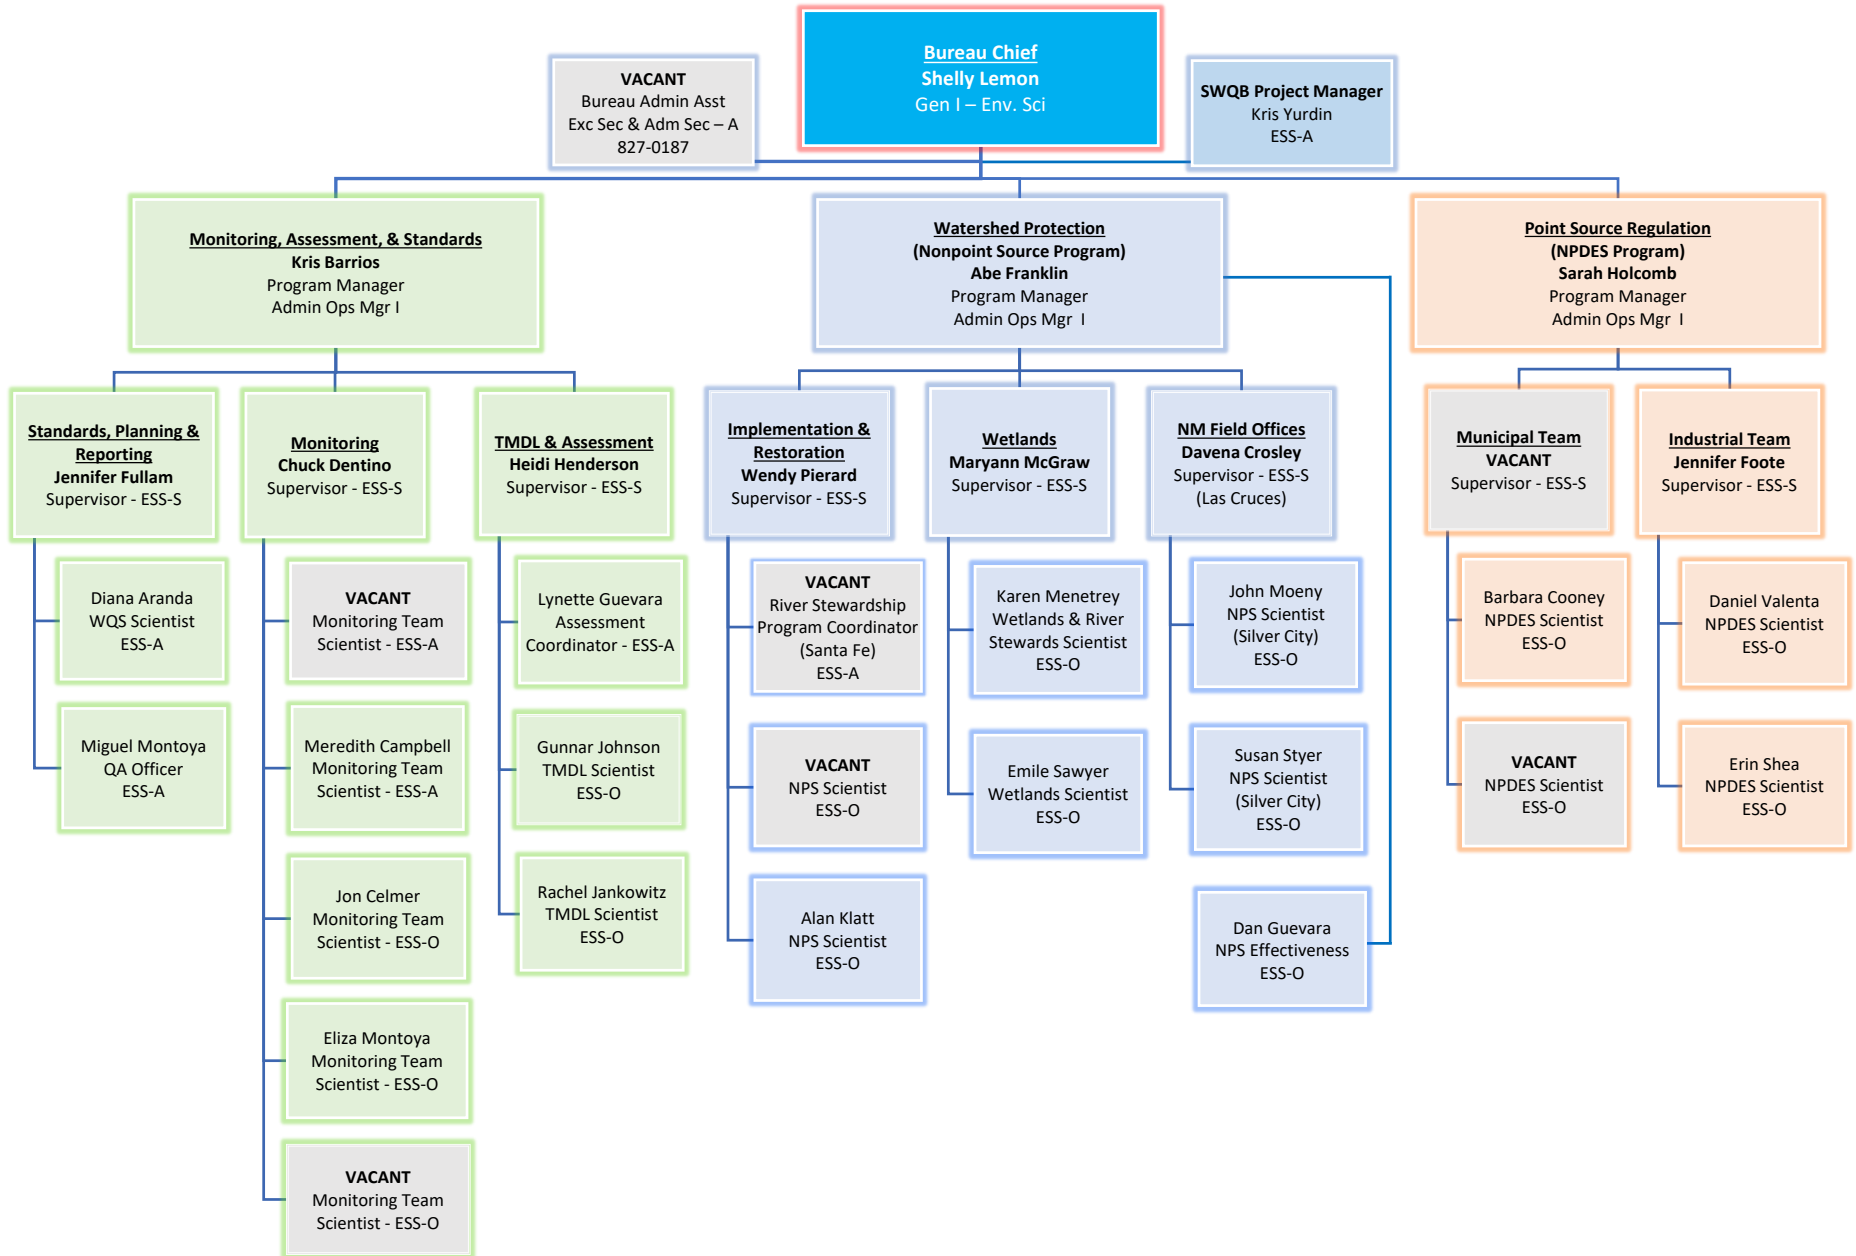 Bureau Chief
Shelly Lemon
Gen I – Env. Sci
VACANT
Bureau Admin Asst
Exc Sec & Adm Sec – A
827-0187
SWQB Project Manager
Kris Yurdin
ESS-A
Monitoring, Assessment, & Standards
Kris Barrios
Program Manager
Admin Ops Mgr I
Watershed Protection
(Nonpoint Source Program)
Abe Franklin
Program Manager
Admin Ops Mgr I
Point Source Regulation
(NPDES Program)
Sarah Holcomb
Program Manager
Admin Ops Mgr I
Standards, Planning &
Reporting
Jennifer Fullam
Supervisor - ESS-S
Monitoring
Chuck Dentino
Supervisor - ESS-S
TMDL & Assessment
Heidi Henderson
Supervisor - ESS-S
Implementation &
Restoration
Wendy Pierard
Supervisor - ESS-S
Wetlands
Maryann McGraw
Supervisor - ESS-S
NM Field Offices
Davena Crosley
Supervisor - ESS-S
(Las Cruces)
Municipal Team
VACANT
Supervisor - ESS-S
Industrial Team
Jennifer Foote
Supervisor - ESS-S
Diana Aranda
WQS Scientist
ESS-A
Miguel Montoya
QA Officer
ESS-A
VACANT
Monitoring Team
Scientist - ESS-A
Meredith Campbell
Monitoring Team
Scientist - ESS-A
Jon Celmer
Monitoring Team
Scientist - ESS-O
Eliza Montoya
Monitoring Team
Scientist - ESS-O
VACANT
Monitoring Team
Scientist - ESS-O
Lynette Guevara
Assessment
Coordinator - ESS-A
Gunnar Johnson
TMDL Scientist
ESS-O
Rachel Jankowitz
TMDL Scientist
ESS-O
VACANT
River Stewardship
Program Coordinator
(Santa Fe)
ESS-A
VACANT
NPS Scientist
ESS-O
Alan Klatt
NPS Scientist
ESS-O
Karen Menetrey
Wetlands & River
Stewards Scientist
ESS-O
Emile Sawyer
Wetlands Scientist
ESS-O
John Moeny
NPS Scientist
(Silver City)
ESS-O
Susan Styer
NPS Scientist
(Silver City)
ESS-O
Dan Guevara
NPS Effectiveness
ESS-O
Barbara Cooney
NPDES Scientist
ESS-O
VACANT
NPDES Scientist
ESS-O
Daniel Valenta
NPDES Scientist
ESS-O
Erin Shea
NPDES Scientist
ESS-O